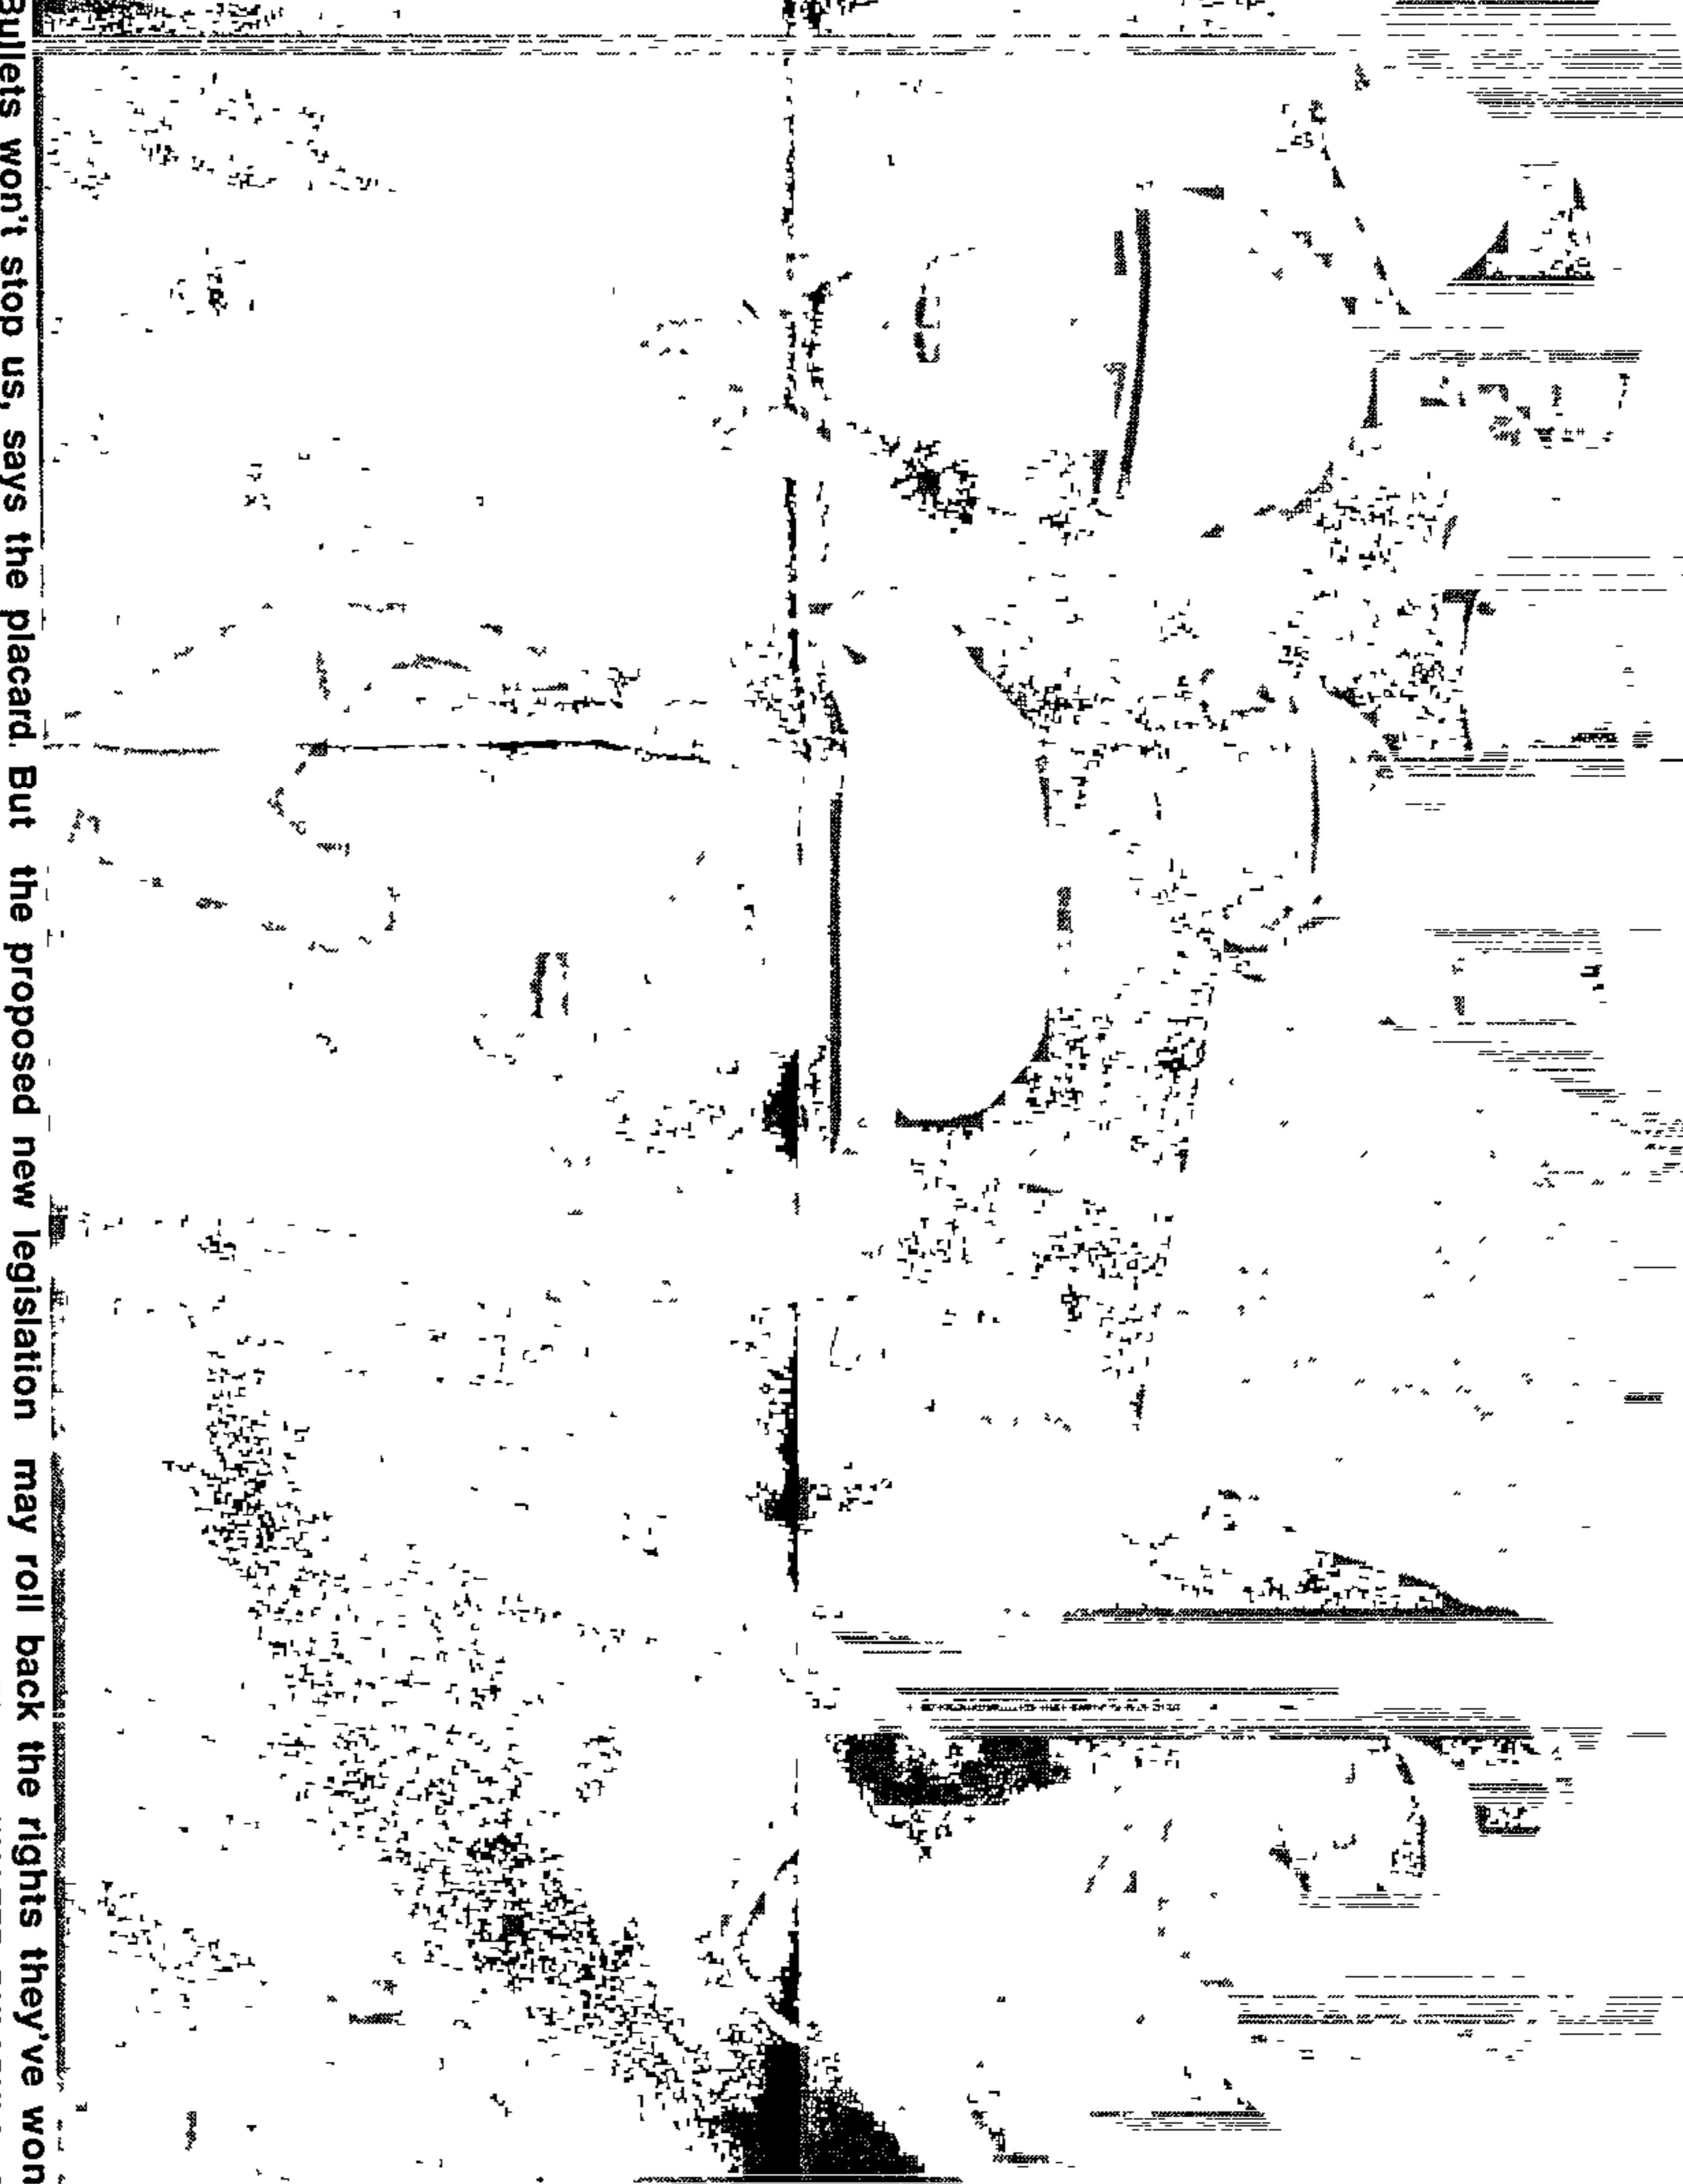 Bullets won't stop us, says the placard. But the proposed new legislation may roll back the rights they've won